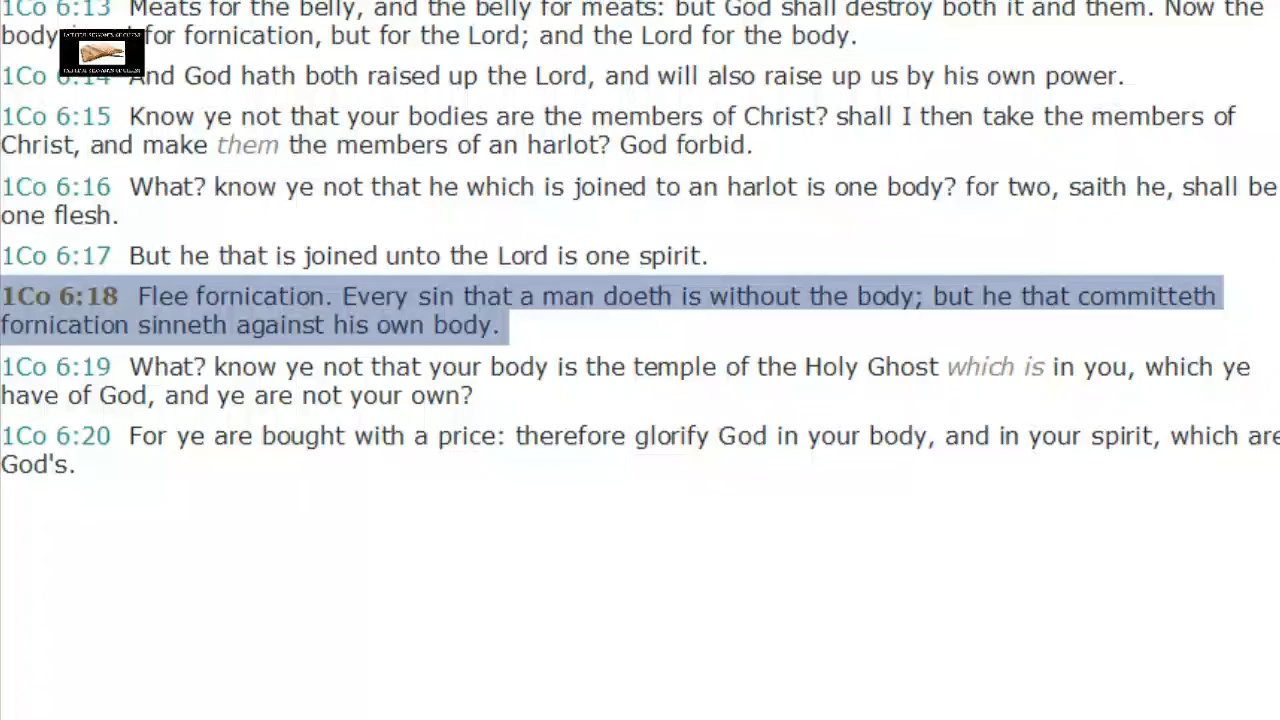 1Co 6:13 Meats for the belly, and the belly for meats: but God shall destroy both it and them. Now the
body for fornication, but for the Lord; and the Lord for the body.
1Co 6:14 And God hath both raised up the Lord, and will also raise up us by his own power.
1Co 6:15 Know ye not that your bodies are the members of Christ? shall I then take the members of
Christ, and make them the members of an harlot? God forbid.
1Co 6:16 What? know ye not that he which is joined to an harlot is one body? for two, saith he, shall be
one flesh.
1Co 6:17 But he that is joined unto the Lord is one spirit.
1Co 6:18 Flee fornication. Every sin that a man doeth is without the body; but he that committeth
fornication sinneth against his own body.
1Co 6:19 What? know ye not that your body is the temple of the Holy Ghost which is in you, which ye
have of God, and ye are not your own?
1Co 6:20 For ye are bought with a price: therefore glorify God in your body, and in your spirit, which are
God's.